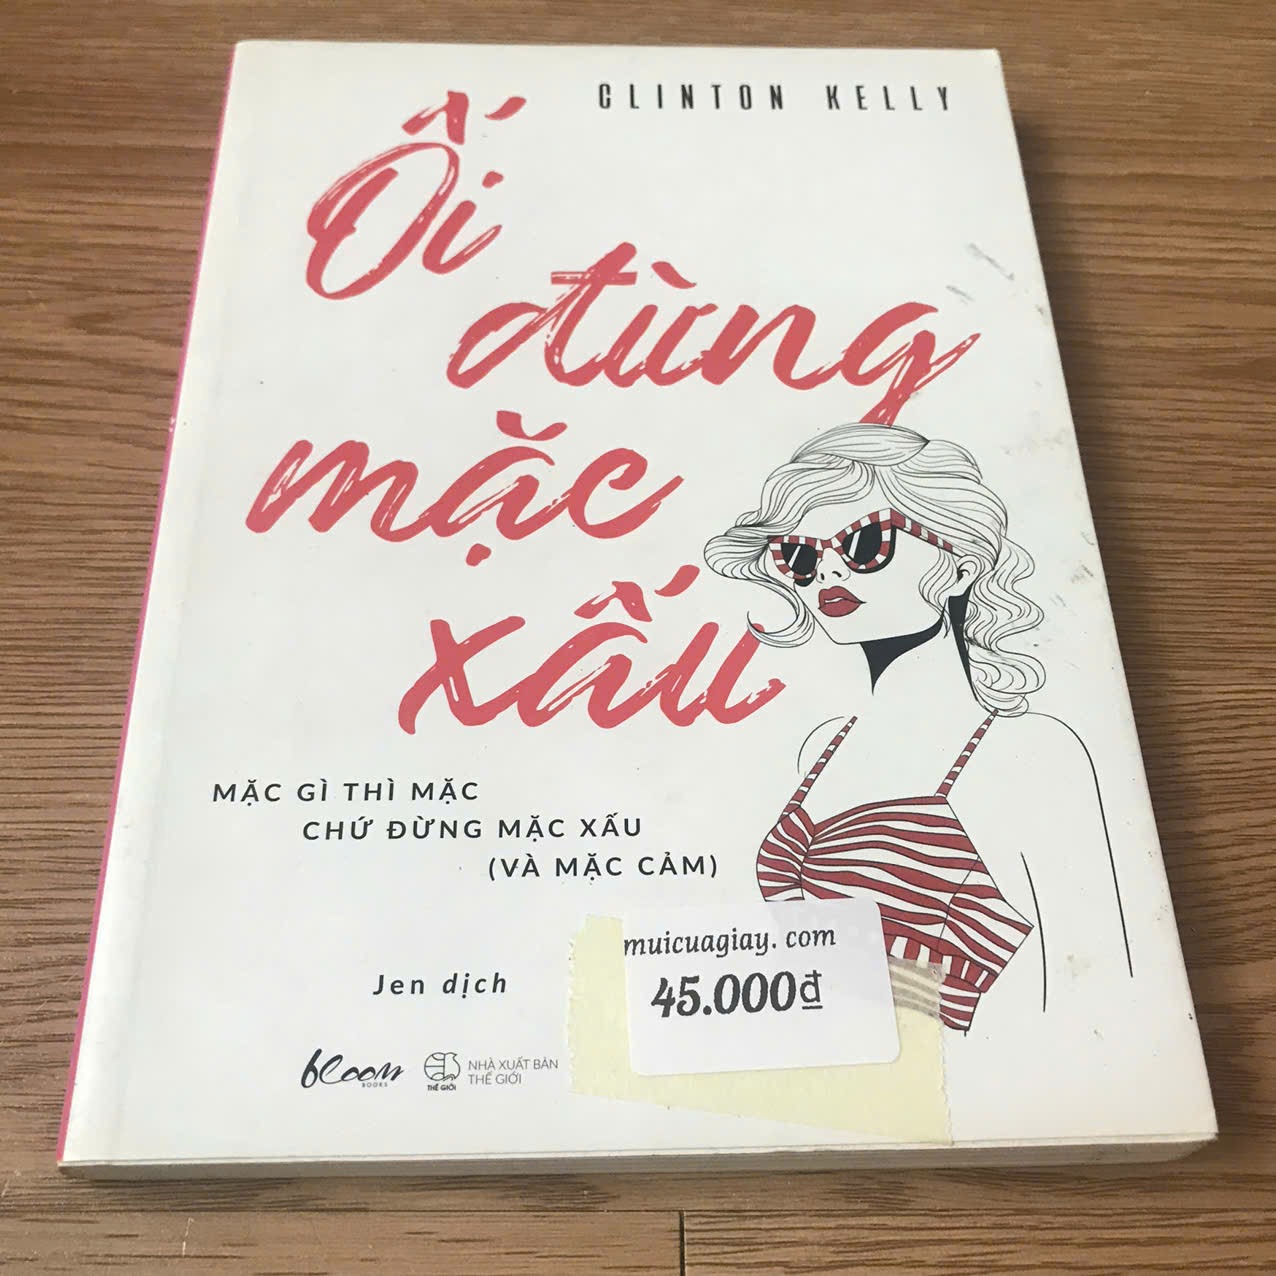 CLINTON KELLY
Ối
đừng
mặc
xấu
MẶC GÌ THÌ MẶC
CHỨ ĐỪNG MẶC XẤU
(VÀ MẶC CẢM)
muicuagiay. com
45.000₫
Jen dịch
bloom
BOOKS
THẾ GIỚI
NHÀ XUẤT BẢN
THẾ GIỚI